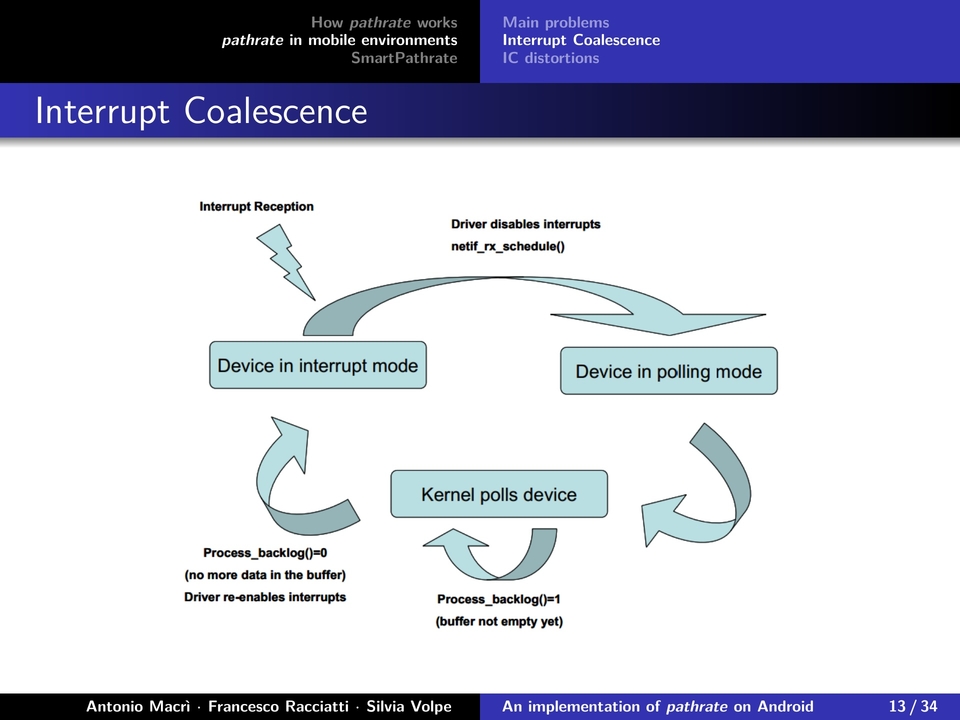 How pathrate works
pathrate in mobile environments
SmartPathrate
Main problems
Interrupt Coalescence
IC distortions
Interrupt Coalescence
Interrupt Reception
Driver disables interrupts
netif_rx_schedule()
Device in interrupt mode
Device in polling mode
Kernel polls device
Process_backlog()=0
(no more data in the buffer)
Driver re-enables interrupts
Process_backlog()=1
(buffer not empty yet)
Antonio Macrì · Francesco Racciatti · Silvia Volpe
An implementation of pathrate on Android
13 / 34